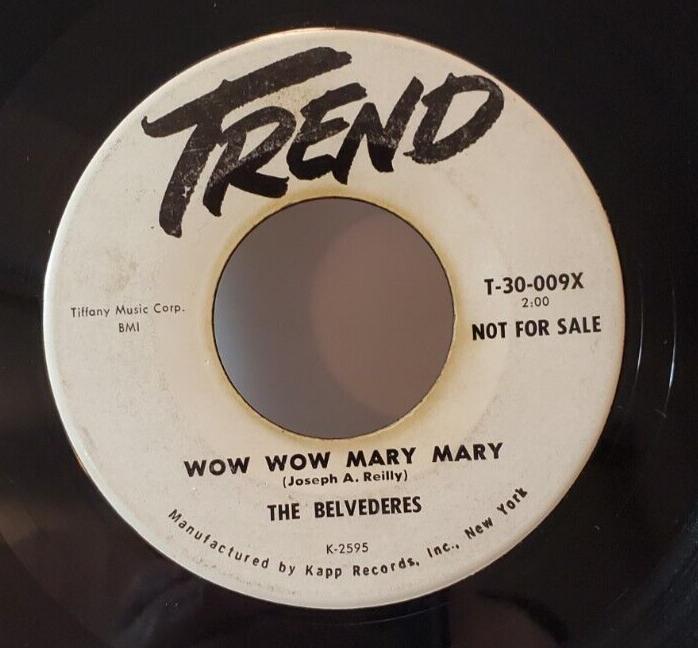 TREND
Tiffany Music Corp.
BMI
T-30-009X
2:00
NOT FOR SALE
WOW WOW MARY MARY
(Joseph A. Reilly)
THE BELVEDERES
K-2595
Manufactured by Kapp Records, Inc., New York